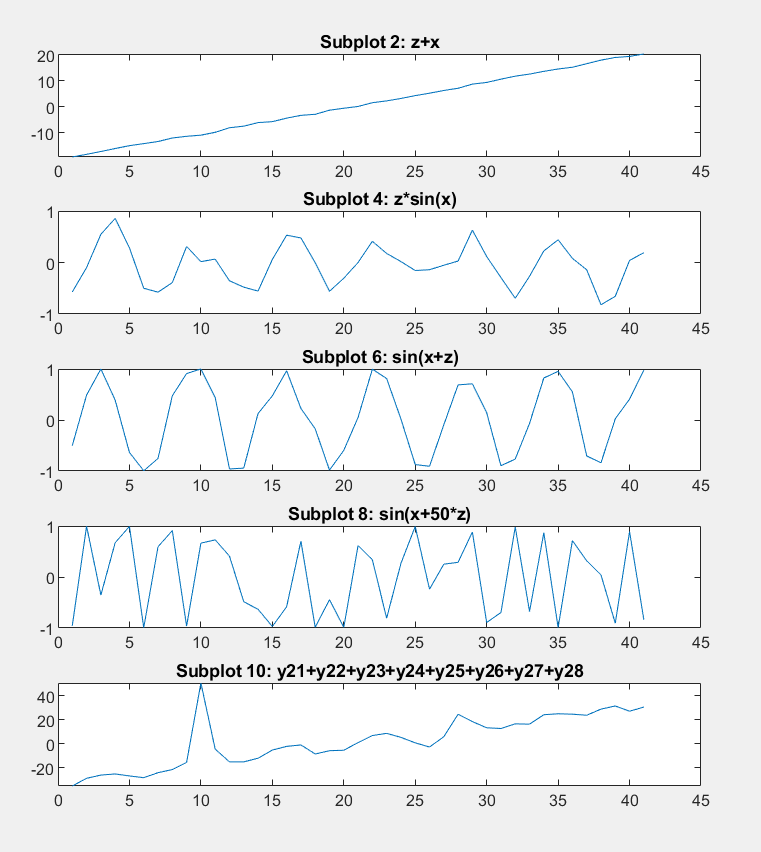 Subplot 2: z+x
20
10
0
-10
0 5 10 15 20 25 30 35 40 45
Subplot 4: z*sin(x)
1
0
-1
0 5 10 15 20 25 30 35 40 45
Subplot 6: sin(x+z)
1
0
-1
0 5 10 15 20 25 30 35 40 45
Subplot 8: sin(x+50*z)
1
0
-1
0 5 10 15 20 25 30 35 40 45
Subplot 10: y21+y22+y23+y24+y25+y26+y27+y28
40
20
0
-20
0 5 10 15 20 25 30 35 40 45